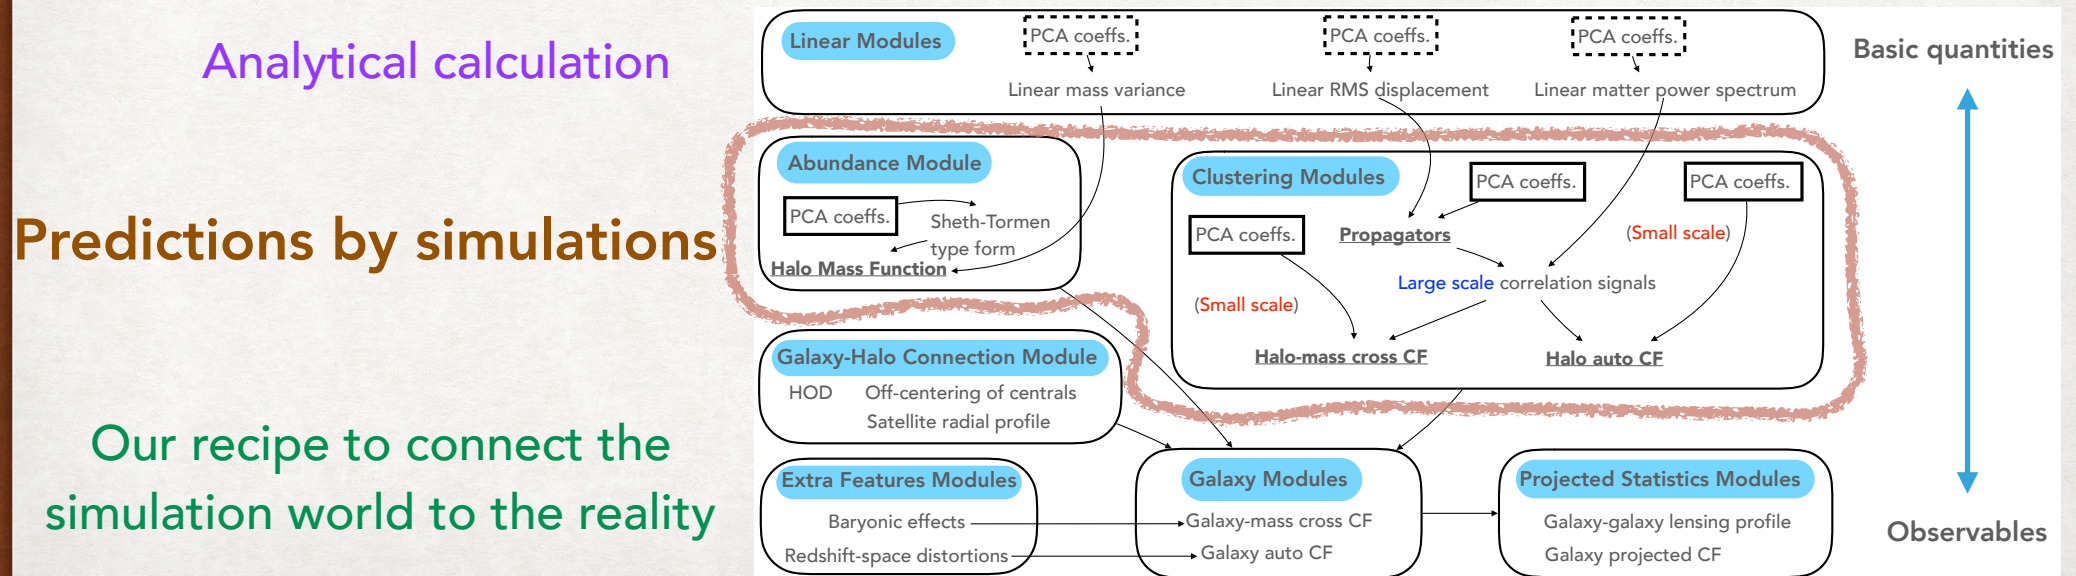 Analytical calculation
Predictions by simulations
Our recipe to connect the
simulation world to the reality
Linear Modules
PCA coeffs.
PCA coeffs.
PCA coeffs.
Linear mass variance
Linear RMS displacement
Linear matter power spectrum
Abundance Module
PCA coeffs.
Sheth-Tormen
type form
Halo Mass Function
Clustering Modules
PCA coeffs.
PCA coeffs.
PCA coeffs.
Propagators
(Small scale)
Large scale correlation signals
(Small scale)
Halo-mass cross CF
Halo auto CF
Galaxy-Halo Connection Module
HOD
Off-centering of centrals
Satellite radial profile
Extra Features Modules
Baryonic effects
Redshift-space distortions
Galaxy Modules
Galaxy-mass cross CF
Galaxy auto CF
Projected Statistics Modules
Galaxy-galaxy lensing profile
Galaxy projected CF
Basic quantities
Observables